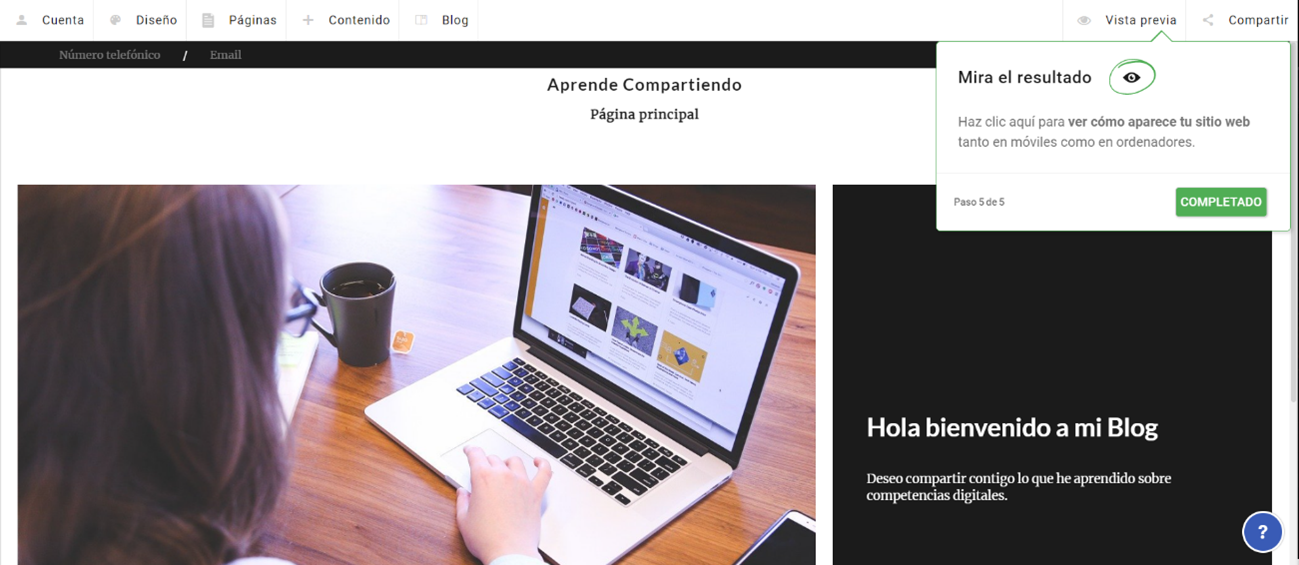 Cuenta
Diseño
Páginas
Contenido
Blog
Vista previa
Compartir
Número telefónico / Email
Aprende Compartiendo
Página principal
Mira el resultado
Haz clic aquí para ver cómo aparece tu sitio web
tanto en móviles como en ordenadores.
Paso 5 de 5
COMPLETADO
Hola bienvenido a mi Blog
Deseo compartir contigo lo que he aprendido sobre
competencias digitales.
?